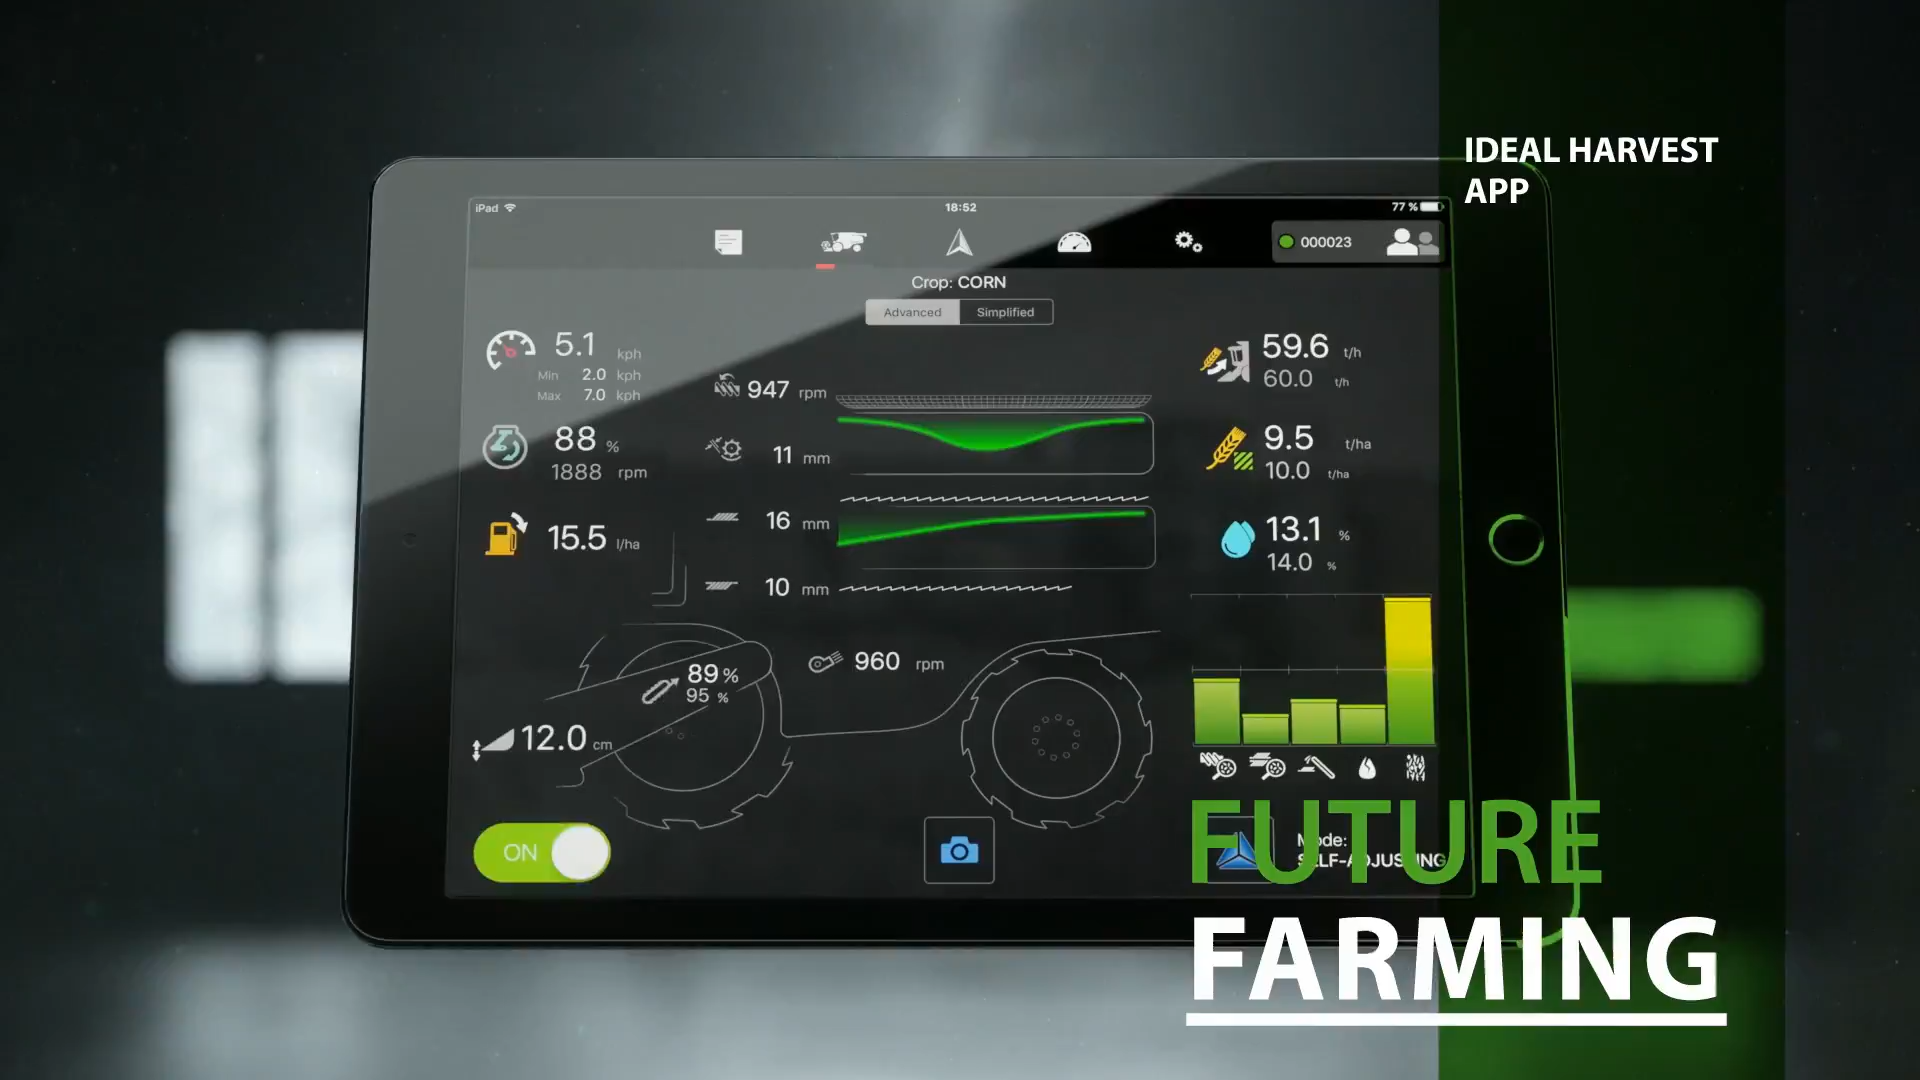 IDEAL HARVEST
APP
iPad
18:52
77 %
000023
Crop: CORN
Advanced
Simplified
5.1 kph
Min 2.0 kph
Max 7.0 kph
88 %
1888 rpm
15.5 l/ha
947 rpm
11 mm
16 mm
10 mm
960 rpm
89 %
95 %
12.0 cm
59.6 t/h
60.0 t/h
9.5 t/ha
10.0 t/ha
13.1 %
14.0 %
ON
Mode:
SELF-ADJUSTING
FUTURE
FARMING